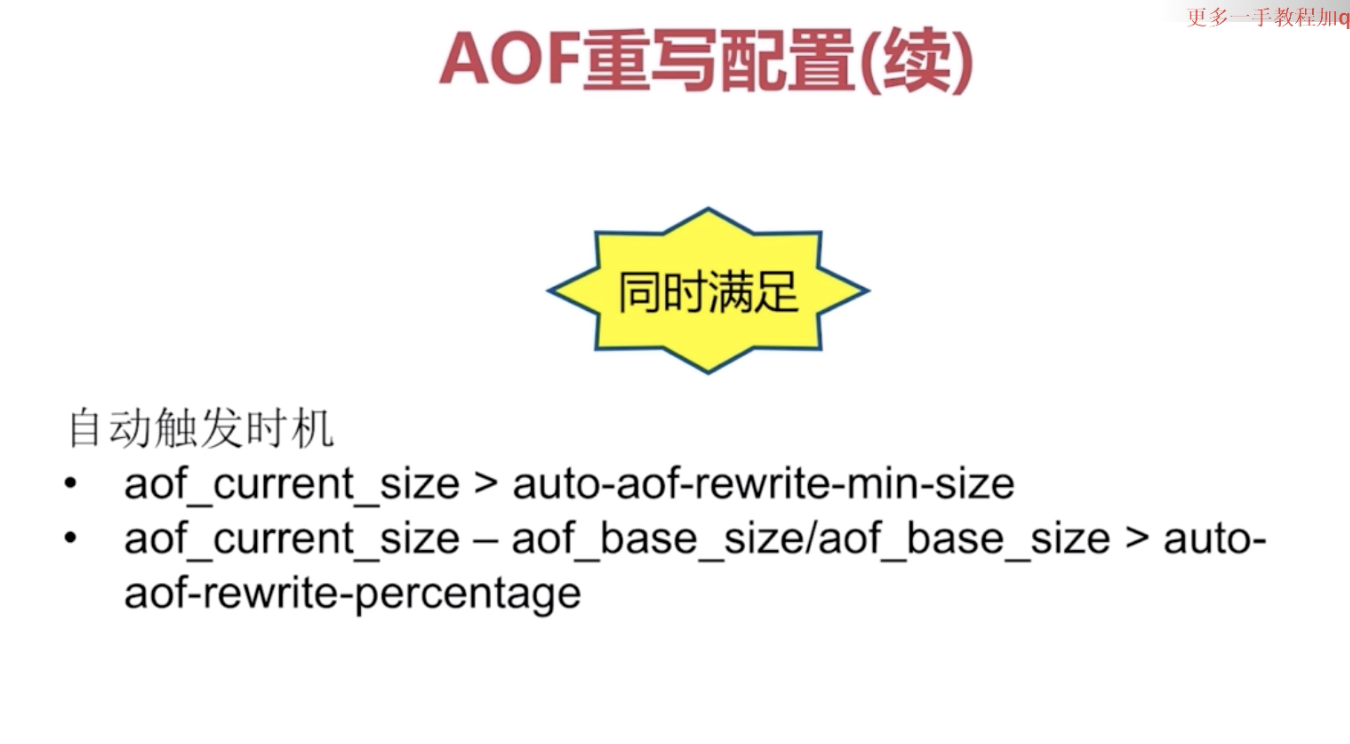 更多一手教程加q
AOF重写配置(续)
同时满足
自动触发时机
• aof_current_size > auto-aof-rewrite-min-size
• aof_current_size – aof_base_size/aof_base_size > auto-
aof-rewrite-percentage